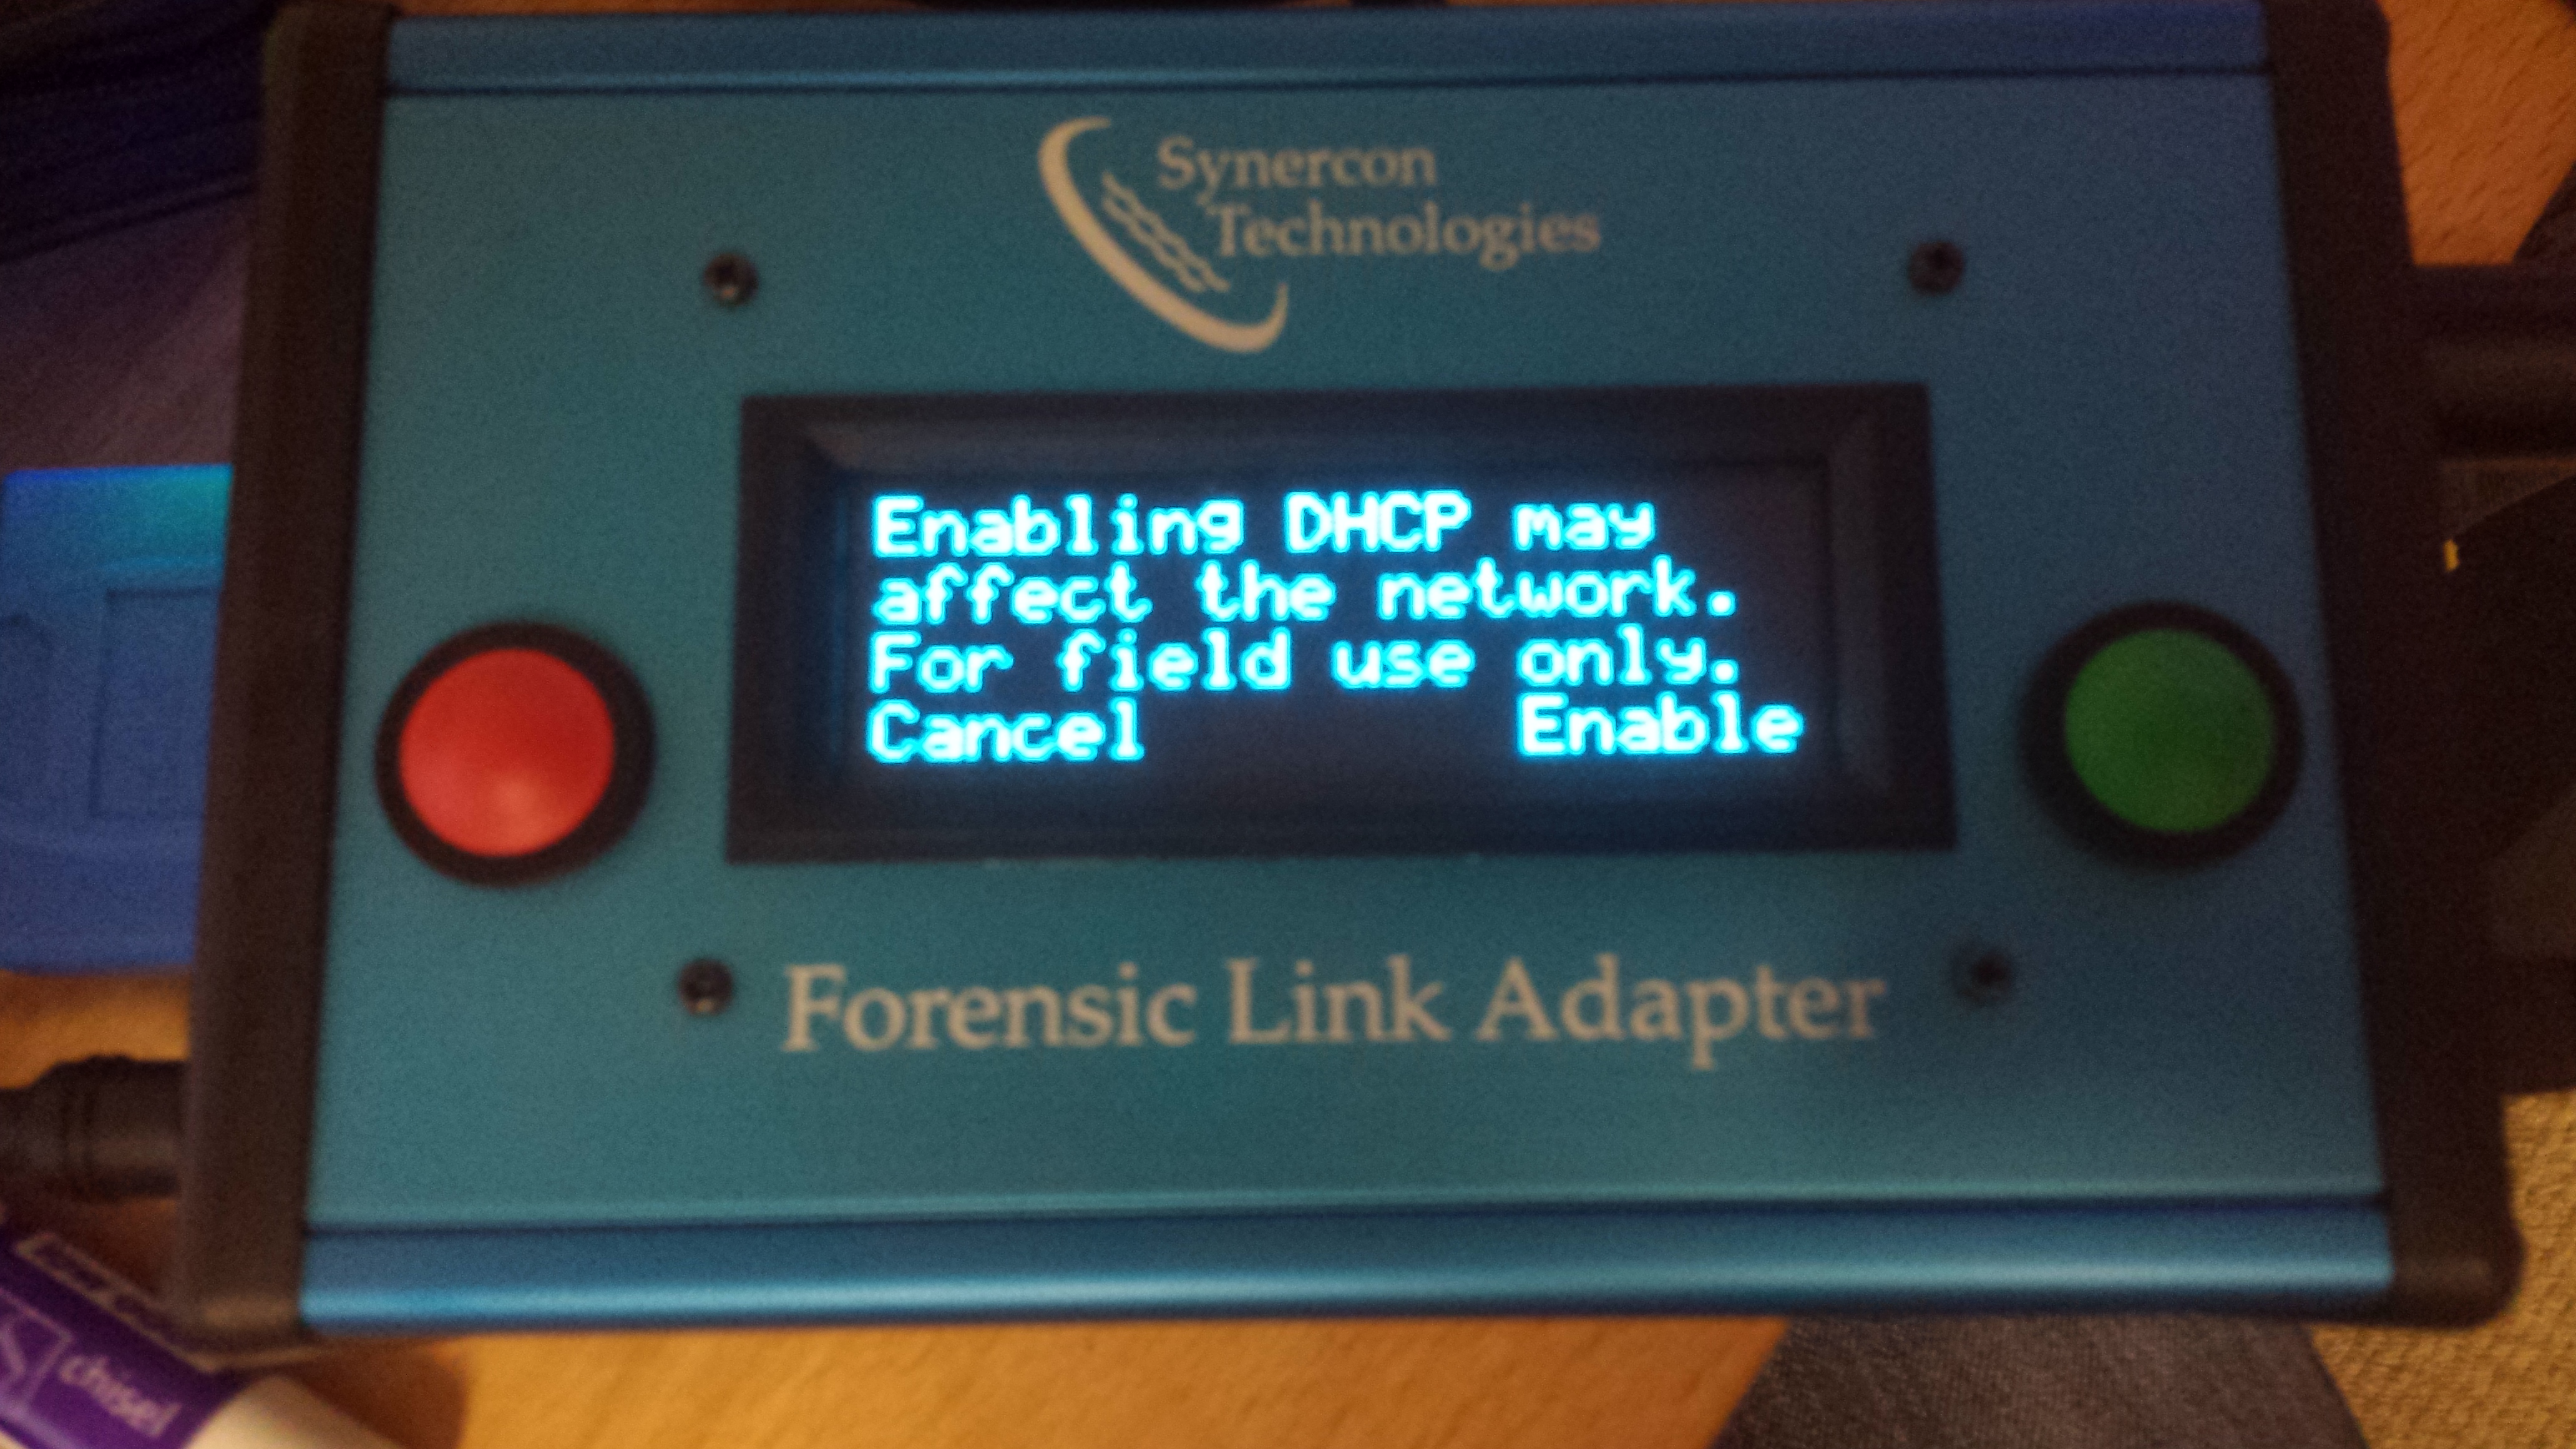 Synercon
Technologies
Enabling DHCP may
affect the network.
For field use only.
Cancel Enable
Forensic Link Adapter
chisel